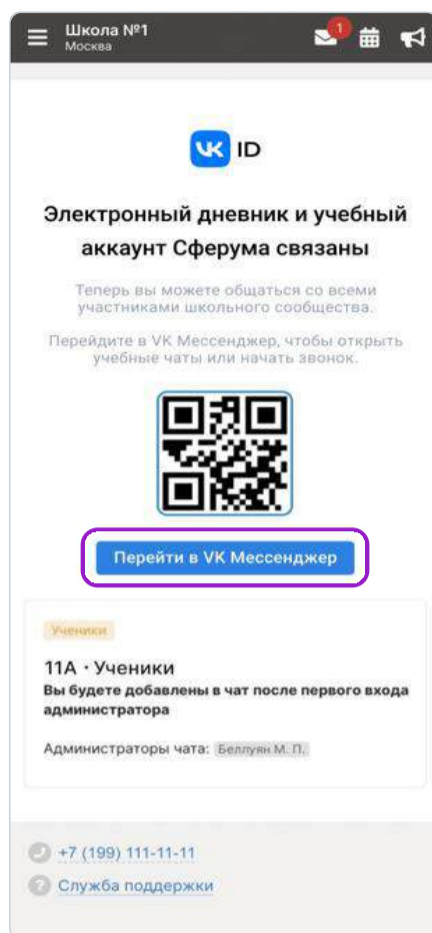 Школа №1
Москва
1
VK ID
Электронный дневник и учебный
аккаунт Сферума связаны
Теперь вы можете общаться со всеми
участниками школьного сообщества.
Перейдите в VK Мессенджер, чтобы открыть
учебные чаты или начать звонок.
Перейти в VK Мессенджер
Ученики
11А · Ученики
Вы будете добавлены в чат после первого входа
администратора
Администраторы чата: Беллуян М. П.
+7 (199) 111-11-11
? Служба поддержки